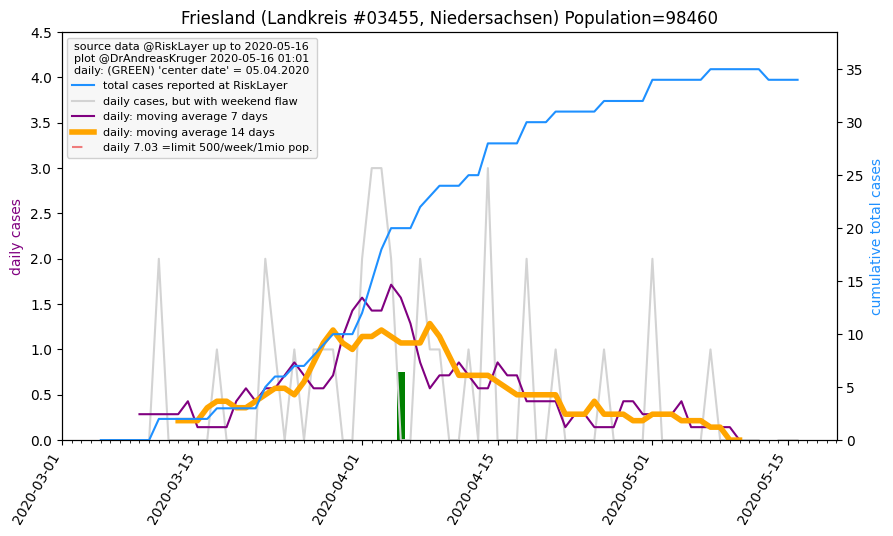 Friesland (Landkreis #03455, Niedersachsen) Population=98460
source data @RiskLayer up to 2020-05-16
plot @DrAndreasKruger 2020-05-16 01:01
daily: (GREEN) 'center date' = 05.04.2020
total cases reported at RiskLayer
daily cases, but with weekend flaw
daily: moving average 7 days
daily: moving average 14 days
daily 7.03 =limit 500/week/1mio pop.
daily cases
4.5
4.0
3.5
3.0
2.5
2.0
1.5
1.0
0.5
0.0
cumulative total cases
35
30
25
20
15
10
5
0
2020-03-01
2020-03-15
2020-04-01
2020-04-15
2020-05-01
2020-05-15